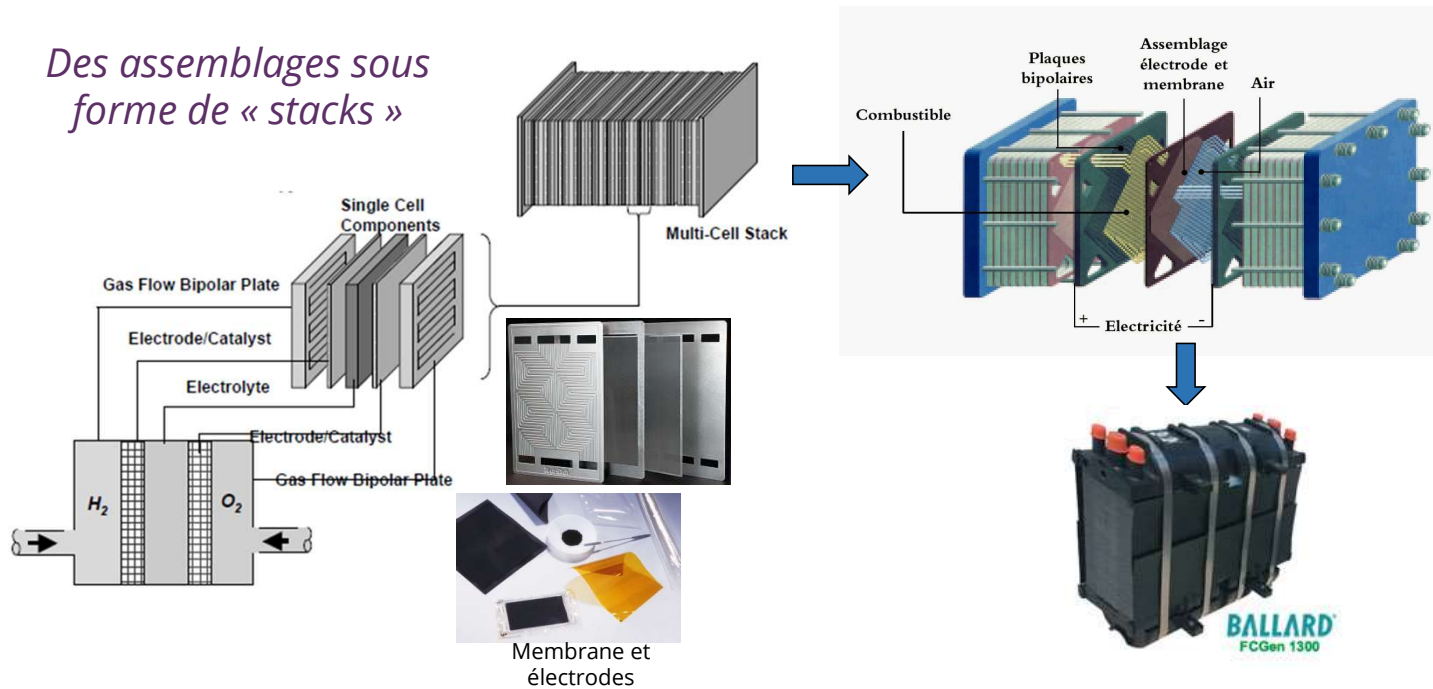 Des assemblages sous
forme de « stacks »
Single Cell
Components
Multi-Cell Stack
Gas Flow Bipolar Plate
Electrode/Catalyst
Electrolyte
Electrode/Catalyst
Gas Flow Bipolar Plate
H2
O2
Membrane et
électrodes
Plaques
bipolaires
Assemblage
électrode et
membrane
Air
Combustible
+ Electricité -
BALLARD
FCGen 1300